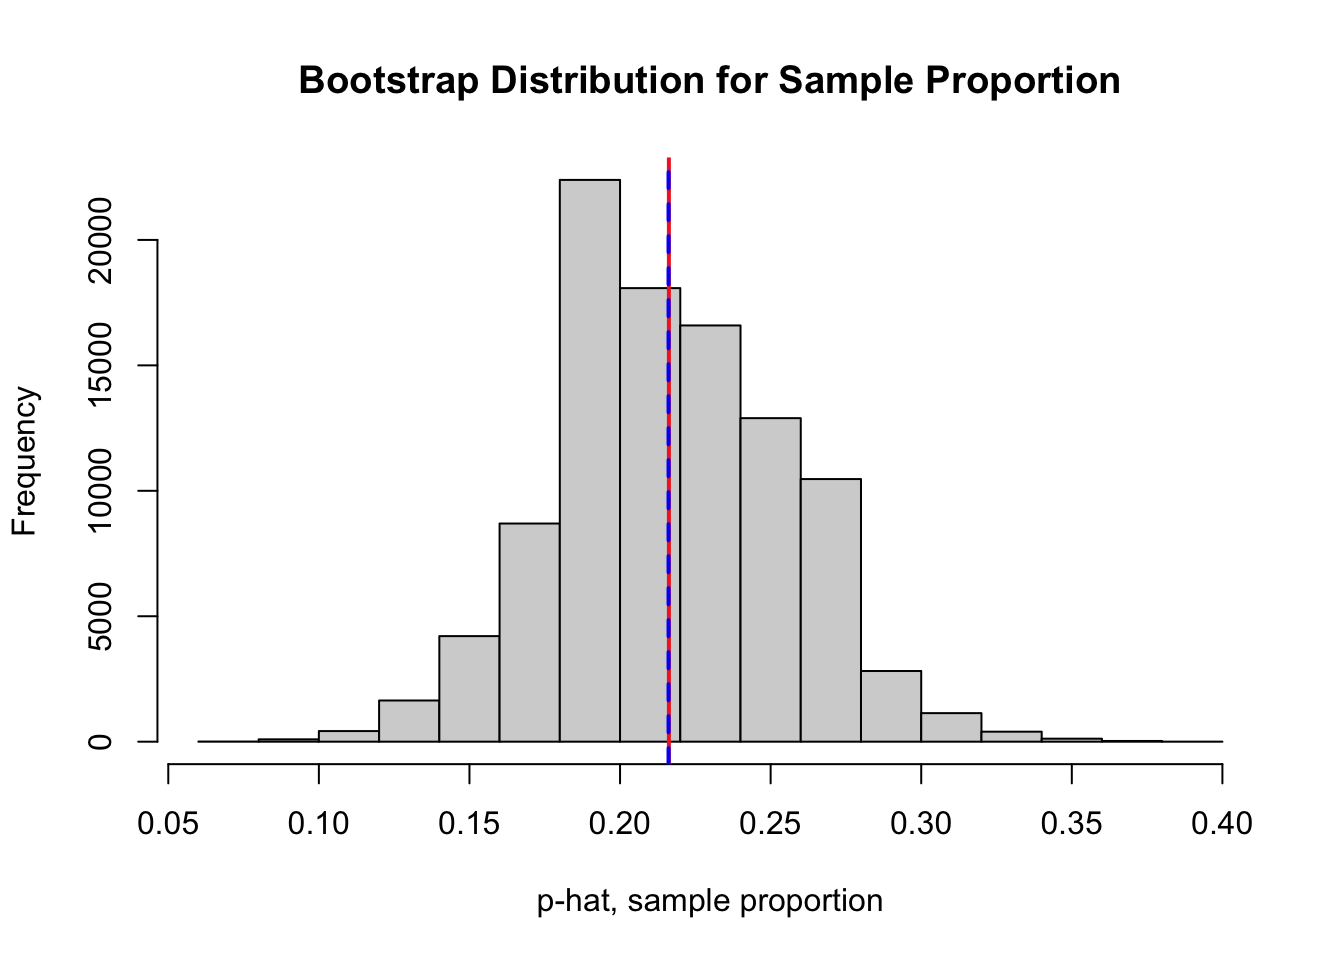 Bootstrap Distribution for Sample Proportion
Frequency
20000
15000
10000
5000
0
0.05 0.10 0.15 0.20 0.25 0.30 0.35 0.40
p-hat, sample proportion